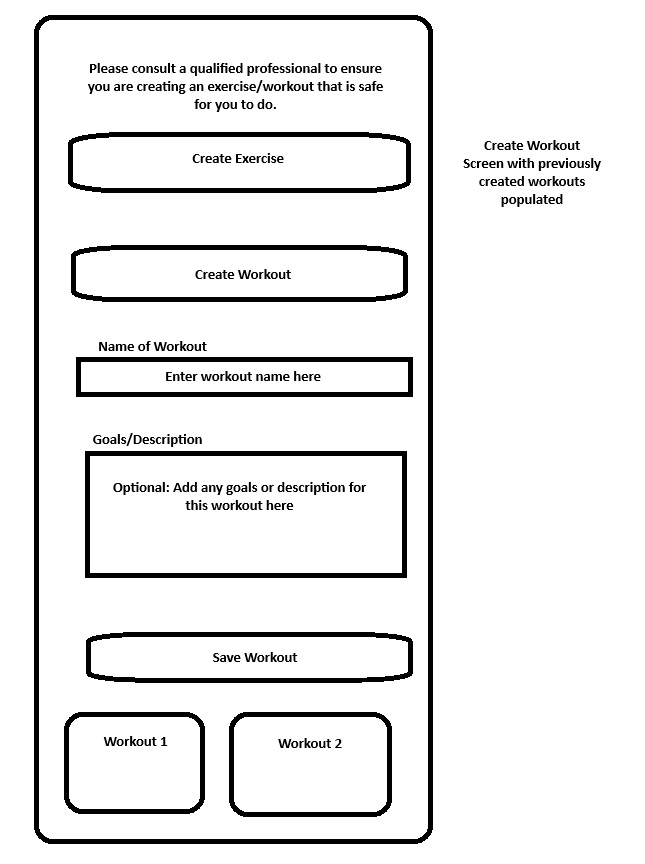 Please consult a qualified professional to ensure
you are creating an exercise/workout that is safe
for you to do.
Create Exercise
Create Workout
Screen with previously
created workouts
populated
Create Workout
Name of Workout
Enter workout name here
Goals/Description
Optional: Add any goals or description for
this workout here
Save Workout
Workout 1
Workout 2